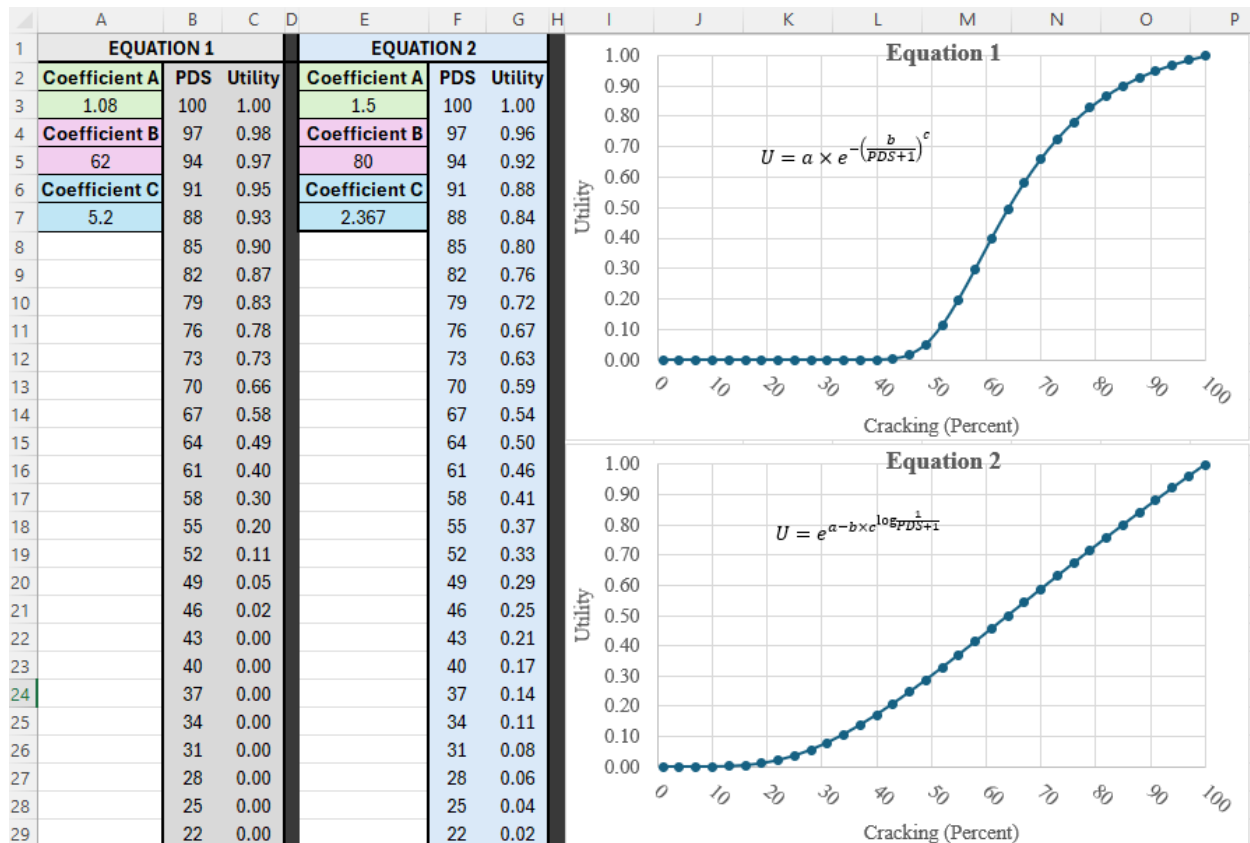 A B C D E F G H I J K L M N O P
1 EQUATION 1 EQUATION 2
2 Coefficient A PDS Utility Coefficient A PDS Utility
3 1.08 100 1.00 1.5 100 1.00
4 Coefficient B 97 0.98 Coefficient B 97 0.96
5 62 94 0.97 80 94 0.92
6 Coefficient C 91 0.95 Coefficient C 91 0.88
7 5.2 88 0.93 2.367 88 0.84
8 85 0.90 85 0.80
9 82 0.87 82 0.76
10 79 0.83 79 0.72
11 76 0.78 76 0.67
12 73 0.73 73 0.63
13 70 0.66 70 0.59
14 67 0.58 67 0.54
15 64 0.49 64 0.50
16 61 0.40 61 0.46
17 58 0.30 58 0.41
18 55 0.20 55 0.37
19 52 0.11 52 0.33
20 49 0.05 49 0.29
21 46 0.02 46 0.25
22 43 0.00 43 0.21
23 40 0.00 40 0.17
24 37 0.00 37 0.14
25 34 0.00 34 0.11
26 31 0.00 31 0.08
27 28 0.00 28 0.06
28 25 0.00 25 0.04
29 22 0.00 22 0.02
Equation 1
U = a × e^−(b/(PDS+1))^c
Utility
1.00
0.90
0.80
0.70
0.60
0.50
0.40
0.30
0.20
0.10
0.00
0 10 20 30 40 50 60 70 80 90 100
Cracking (Percent)
Equation 2
U = e^(a−b×c^(log 1/(PDS+1)))
Utility
1.00
0.90
0.80
0.70
0.60
0.50
0.40
0.30
0.20
0.10
0.00
0 10 20 30 40 50 60 70 80 90 100
Cracking (Percent)